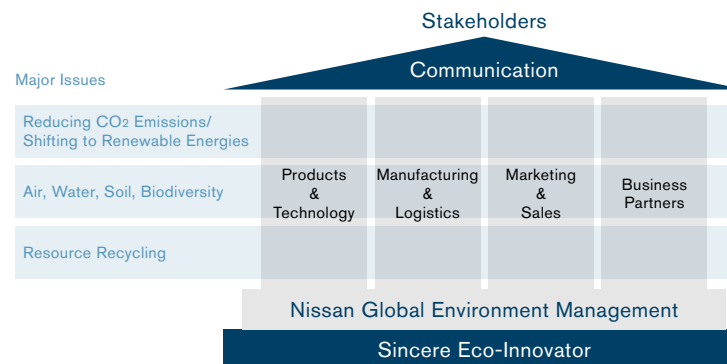 Stakeholders
Communication
Major Issues
Reducing CO2 Emissions/
Shifting to Renewable Energies
Air, Water, Soil, Biodiversity
Products
&
Technology
Manufacturing
&
Logistics
Marketing
&
Sales
Business
Partners
Resource Recycling
Nissan Global Environment Management
Sincere Eco-Innovator